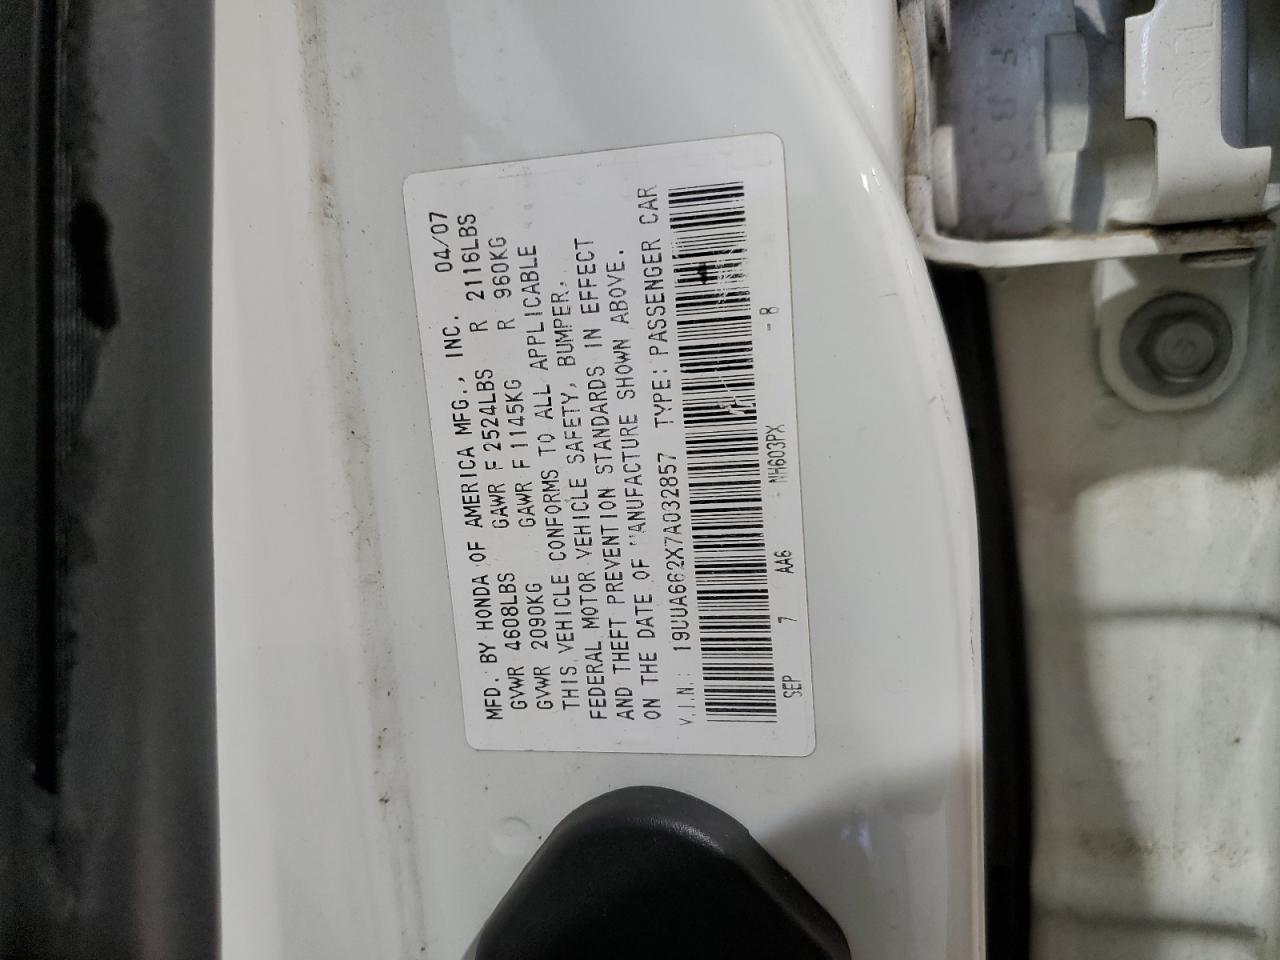 MFD. BY HONDA OF AMERICA MFG., INC. 04/07
GVWR 4608LBS GAWR F 2524LBS R 2116LBS
GVWR 2090KG GAWR F 1145KG R 960KG
THIS VEHICLE CONFORMS TO ALL APPLICABLE
FEDERAL MOTOR VEHICLE SAFETY, BUMPER,
AND THEFT PREVENTION STANDARDS IN EFFECT
ON THE DATE OF MANUFACTURE SHOWN ABOVE.
V.I.N.: 19UUA662X7A032857 TYPE: PASSENGER CAR
SEP 7 AA6 NH603PX - B